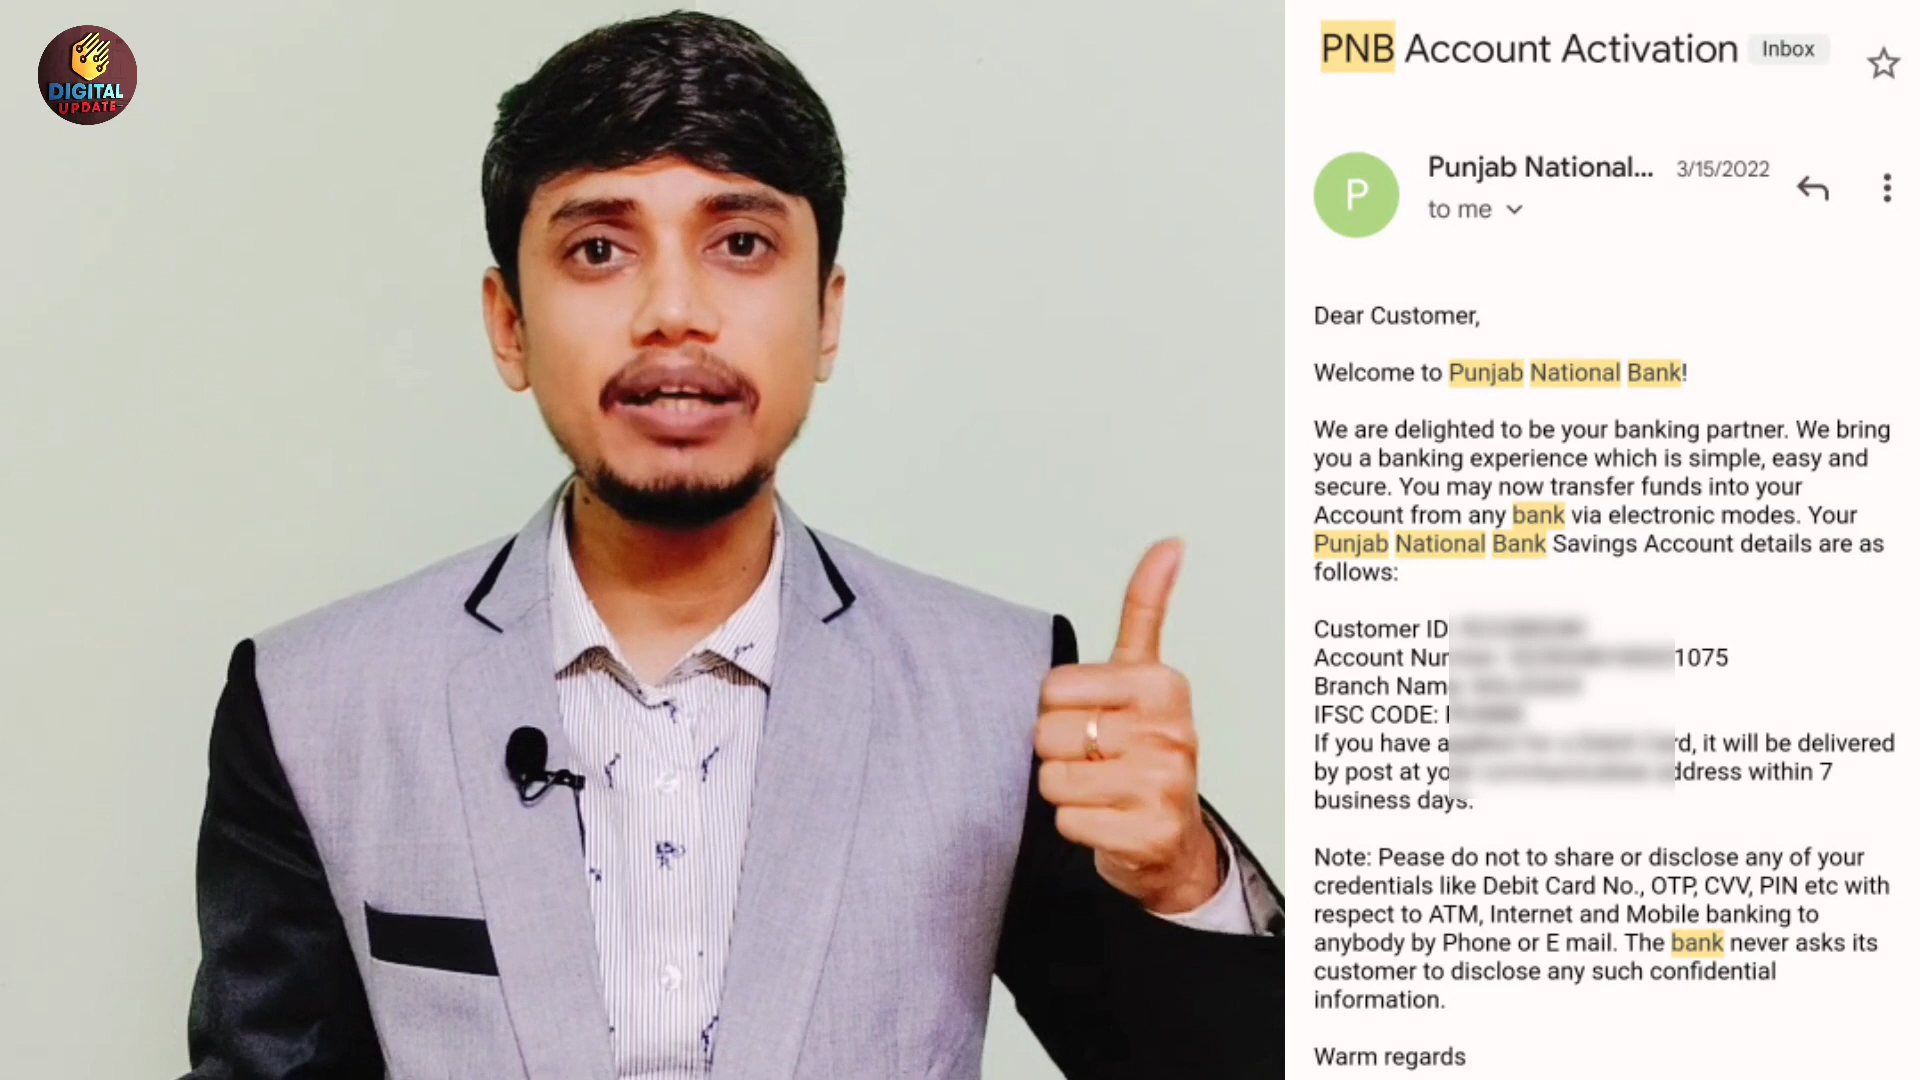 DIGITAL
UPDATE
PNB Account Activation Inbox
P
Punjab National... 3/15/2022
to me
Dear Customer,
Welcome to Punjab National Bank!
We are delighted to be your banking partner. We bring
you a banking experience which is simple, easy and
secure. You may now transfer funds into your
Account from any bank via electronic modes. Your
Punjab National Bank Savings Account details are as
follows:
Customer ID
Account Nu 1075
Branch Nam
IFSC CODE:
If you have a rd, it will be delivered
by post at yo ddress within 7
business days.
Note: Pease do not to share or disclose any of your
credentials like Debit Card No., OTP, CVV, PIN etc with
respect to ATM, Internet and Mobile banking to
anybody by Phone or E mail. The bank never asks its
customer to disclose any such confidential
information.
Warm regards